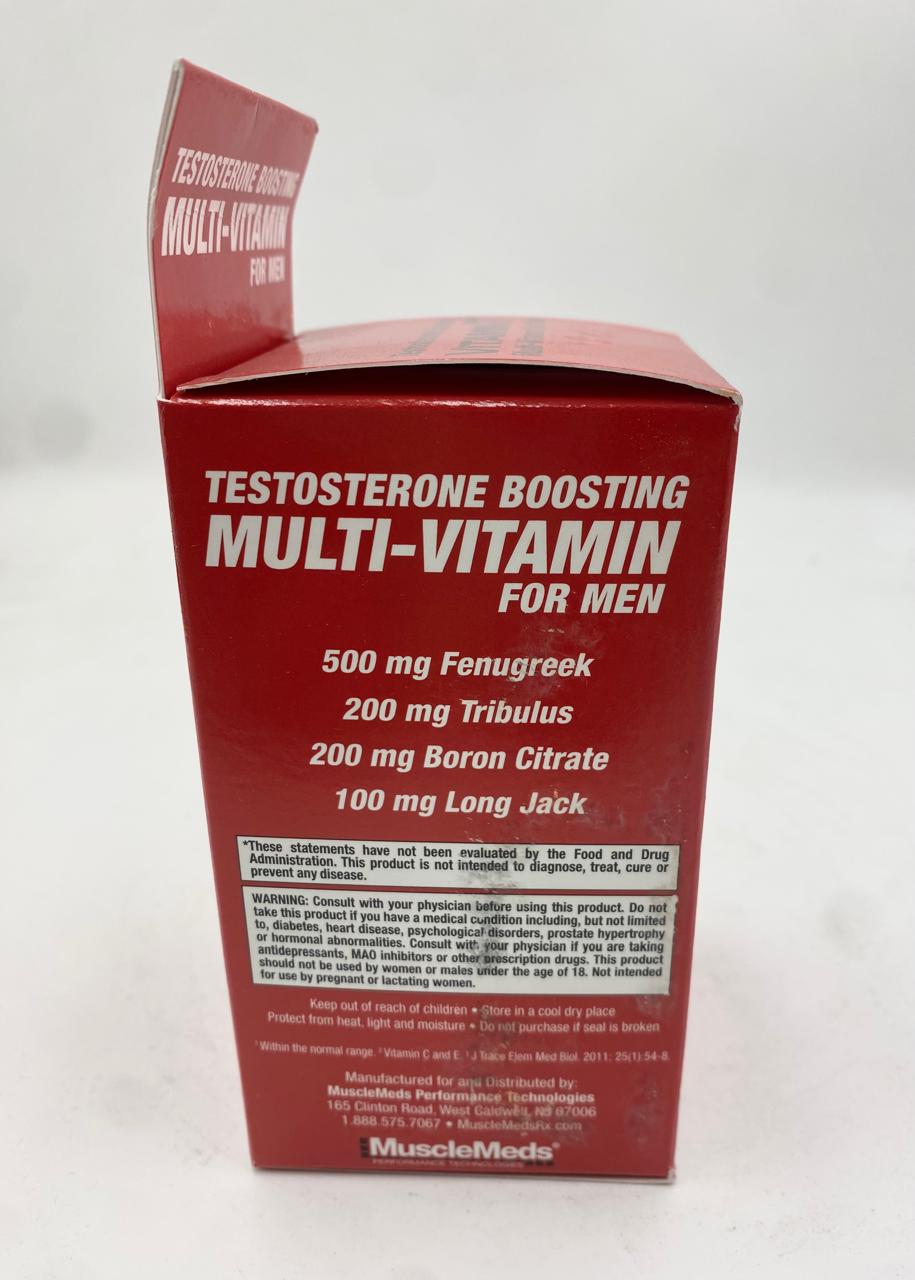 TESTOSTERONE BOOSTING
MULTI-VITAMIN
FOR MEN
VITAMIN
TESTOSTERONE BOOSTING
MULTI-VITAMIN
FOR MEN
500 mg Fenugreek
200 mg Tribulus
200 mg Boron Citrate
100 mg Long Jack
*These statements have not been evaluated by the Food and Drug
Administration. This product is not intended to diagnose, treat, cure or
prevent any disease.
WARNING: Consult with your physician before using this product. Do not
take this product if you have a medical condition including, but not limited
to, diabetes, heart disease, psychological disorders, prostate hypertrophy
or hormonal abnormalities. Consult with your physician if you are taking
antidepressants, MAO inhibitors or other prescription drugs. This product
should not be used by women or males under the age of 18. Not intended
for use by pregnant or lactating women.
Keep out of reach of children • Store in a cool dry place
Protect from heat, light and moisture • Do not purchase if seal is broken
¹ Within the normal range. ² Vitamin C and E. ¹ J Trace Elem Med Biol. 2011; 25(1):54-8.
Manufactured for and Distributed by:
MuscleMeds Performance Technologies
165 Clinton Road, West Caldwell, NJ 07006
1.888.575.7067 • MuscleMedsRx.com
MuscleMeds®
PERFORMANCE TECHNOLOGIES